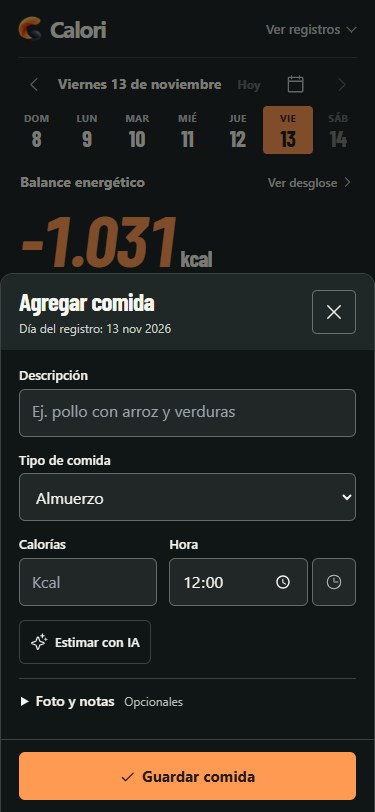 Calori
Ver registros
Viernes 13 de noviembre Hoy
DOM LUN MAR MIÉ JUE VIE SÁB
8 9 10 11 12 13 14
Balance energético Ver desglose
-1.031 kcal
Agregar comida
Día del registro: 13 nov 2026
Descripción
Ej. pollo con arroz y verduras
Tipo de comida
Almuerzo
Calorías Hora
Kcal 12:00
Estimar con IA
Foto y notas Opcionales
Guardar comida